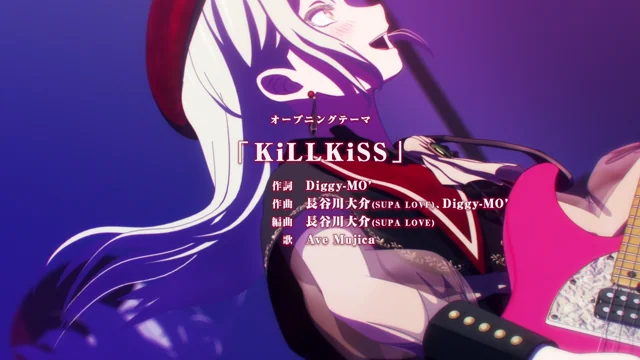 オープニングテーマ
「KiLLKiSS」
作詞 Diggy-MO'
作曲 長谷川大介(SUPA LOVE)、Diggy-MO'
編曲 長谷川大介(SUPA LOVE)
歌 Ave Mujica